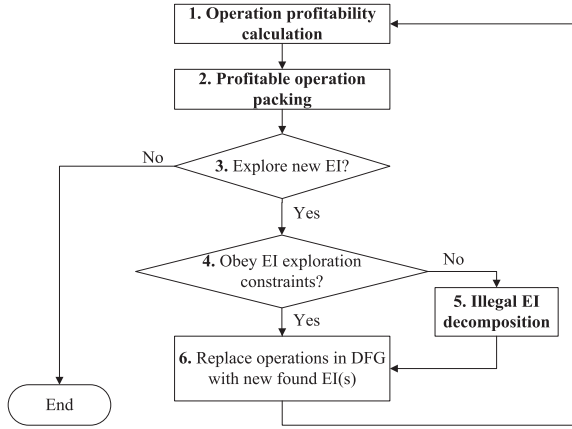 1. Operation profitability
calculation
2. Profitable operation
packing
3. Explore new EI?
No
Yes
4. Obey EI exploration
constraints?
No
Yes
5. Illegal EI
decomposition
6. Replace operations in DFG
with new found EI(s)
End